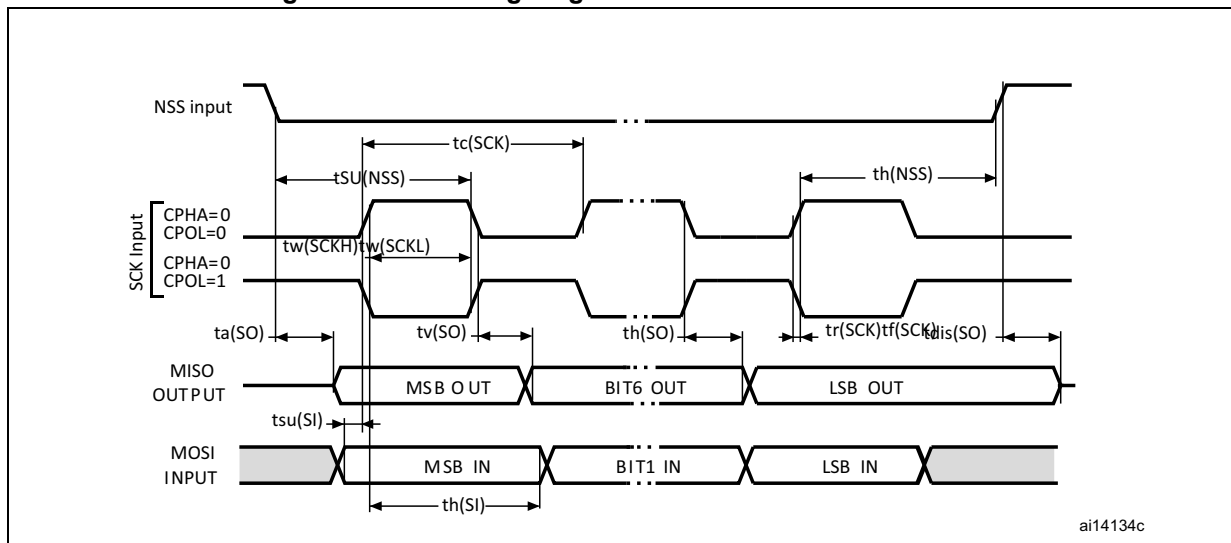 NSS input
tc(SCK)
tSU(NSS)
th(NSS)
SCK Input
CPHA=0
CPOL=0
tw(SCKH)tw(SCKL)
CPHA=0
CPOL=1
ta(SO)
tv(SO)
th(SO)
tr(SCK)tf(SCK)
tdis(SO)
MISO
OUTPUT
MSB OUT
BIT6 OUT
LSB OUT
tsu(SI)
MOSI
INPUT
MSB IN
BIT1 IN
LSB IN
th(SI)
ai14134c